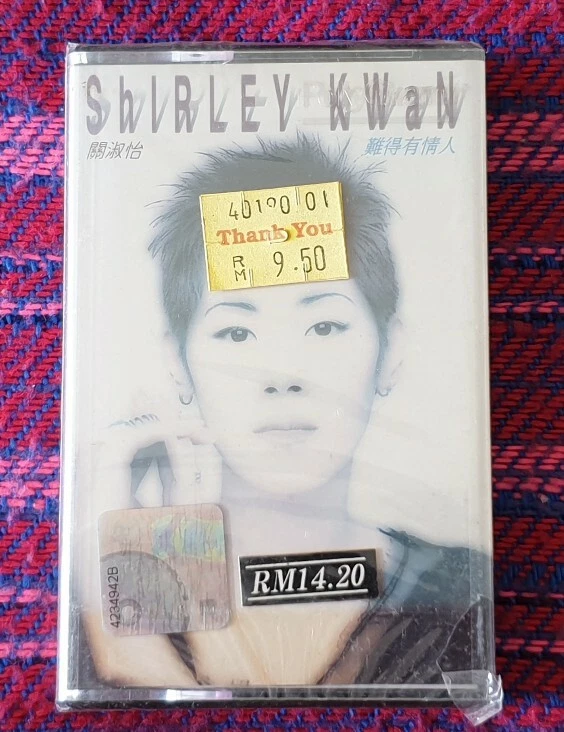 ShIRLEY KWaN
關淑怡
難得有情人
40190 01
Thank You
RM 9.50
RM14.20
4234942B